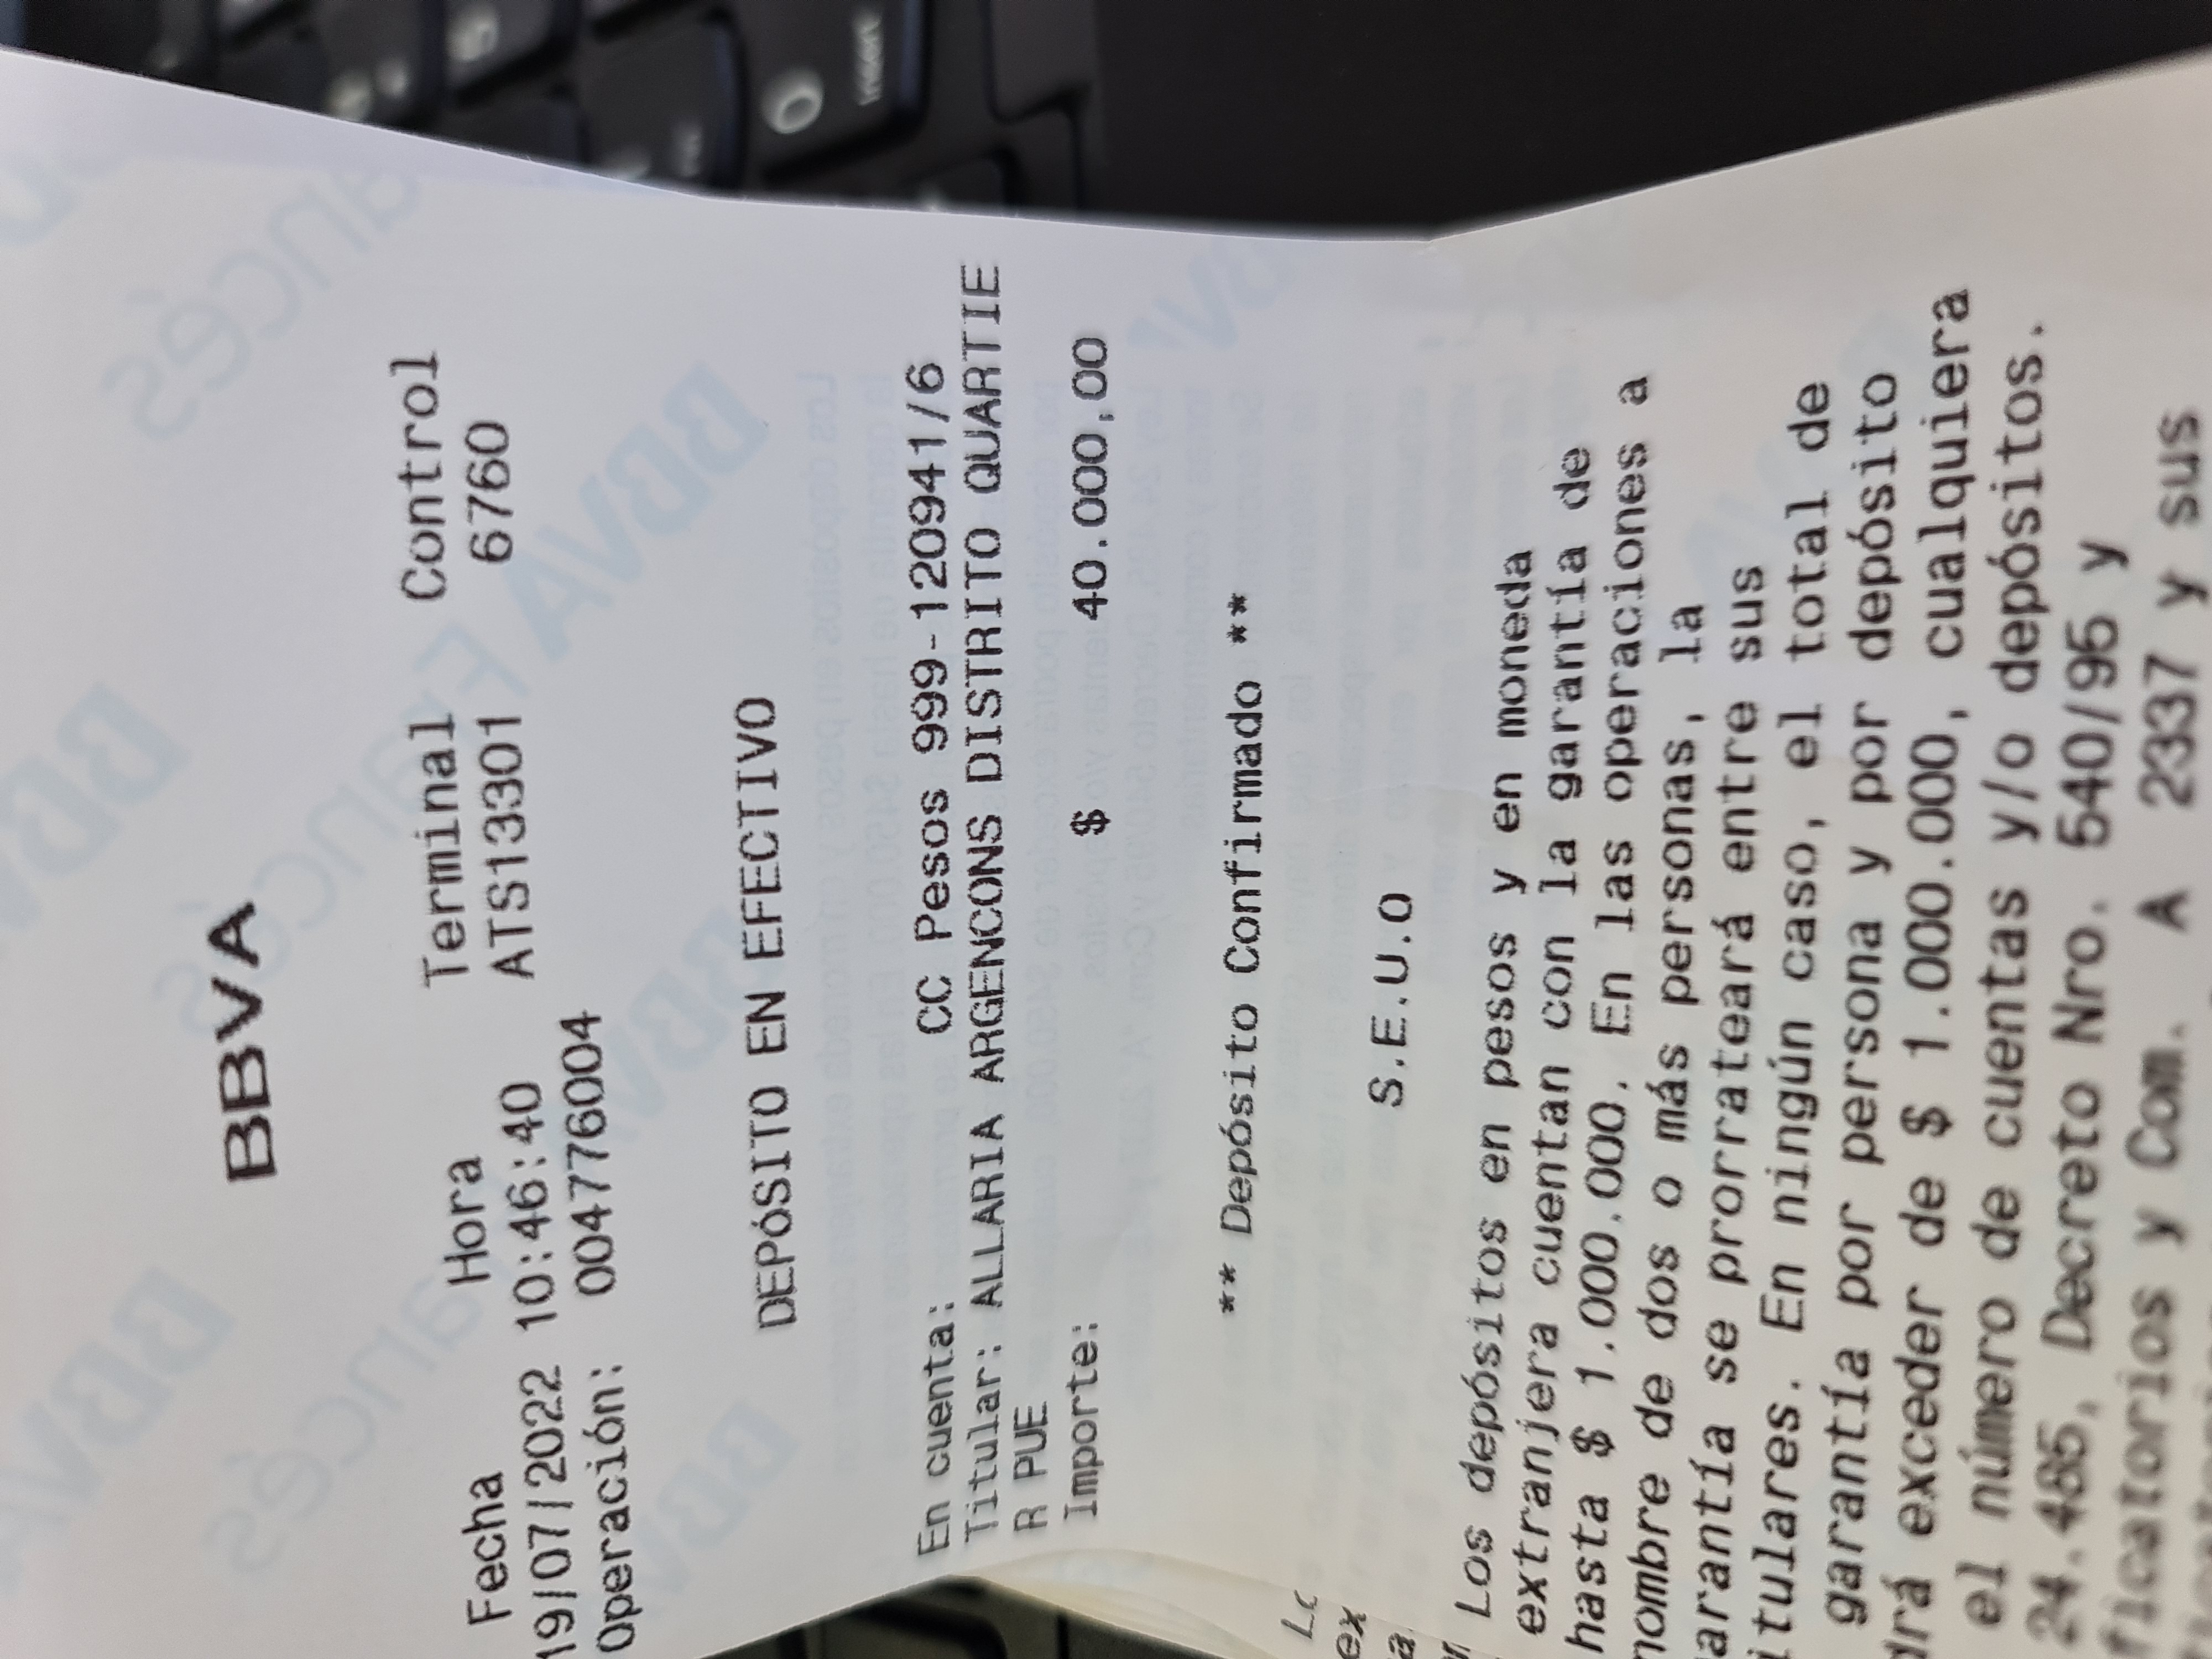 BBVA
Fecha Hora Terminal Control
19/07/2022 10:46:40 ATS13301 6760
Operación: 004776004
DEPÓSITO EN EFECTIVO
En cuenta: CC Pesos 999-120941/6
Titular: ALLARIA ARGENCONS DISTRITO QUARTIE
R PUE
Importe: $ 40.000,00
** Depósito Confirmado **
S.E.U.O
Los depósitos en pesos y en moneda
extranjera cuentan con la garantía de
hasta $ 1.000.000. En las operaciones a
nombre de dos o más personas, la
arantía se prorrateará entre sus
itulares. En ningún caso, el total de
garantía por persona y por depósito
drá exceder de $ 1.000.000, cualquiera
el número de cuentas y/o depósitos.
24.485, Decreto Nro. 540/95 y
ficatorios y Com. A 2337 y sus